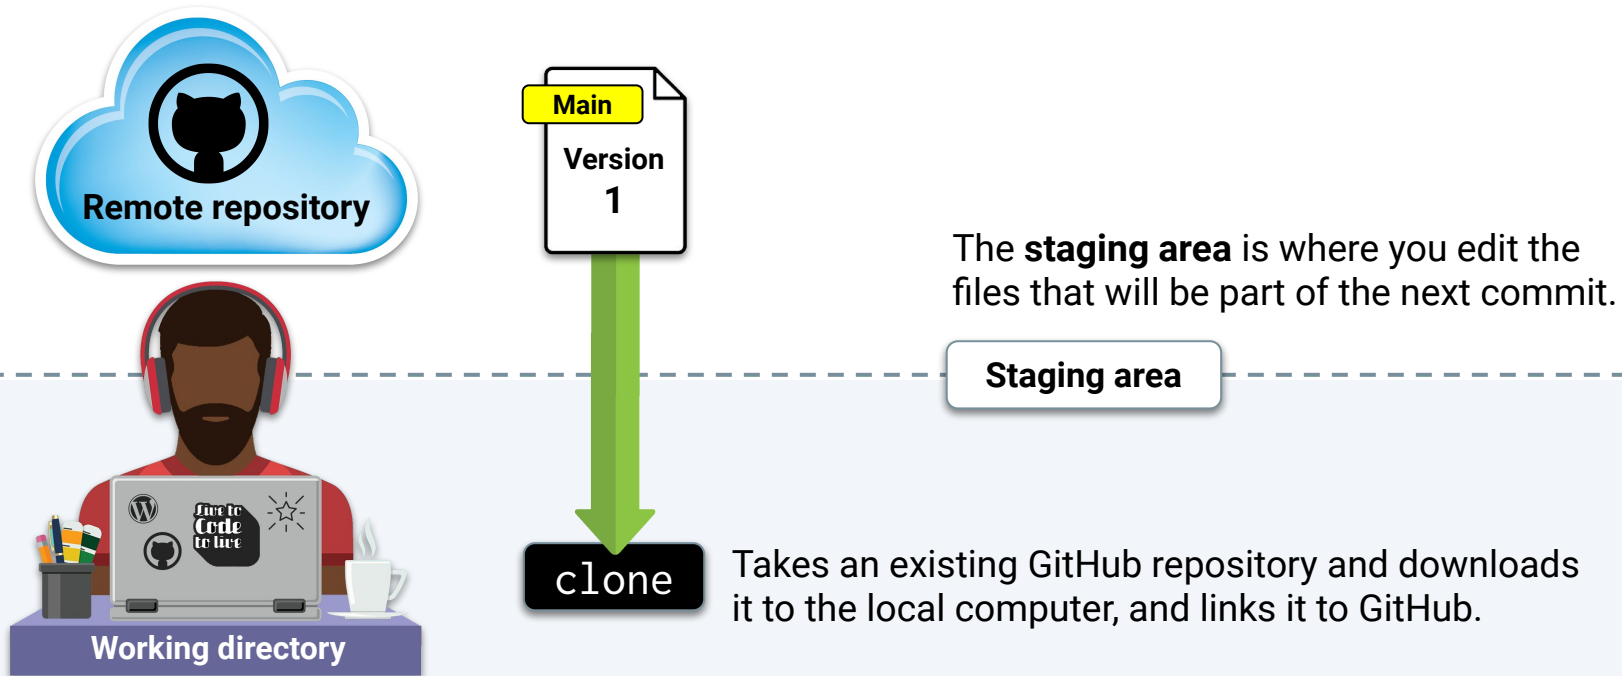 Remote repository
Main
Version
1
The staging area is where you edit the
files that will be part of the next commit.
Staging area
Live to
Code
to live
clone
Takes an existing GitHub repository and downloads
it to the local computer, and links it to GitHub.
Working directory